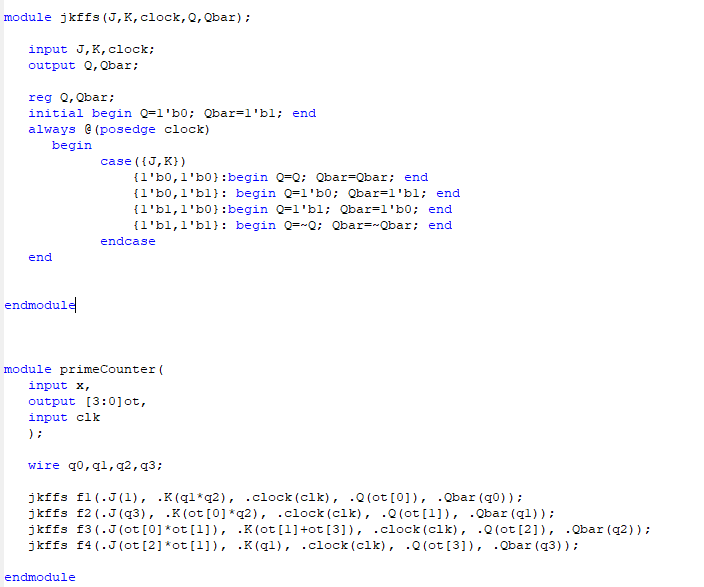 module jkffs(J,K,clock,Q,Qbar);
input J,K,clock;
output Q,Qbar;
reg Q,Qbar;
initial begin Q=1'b0; Qbar=1'b1; end
always @(posedge clock)
begin
case({J,K})
{1'b0,1'b0}:begin Q=Q; Qbar=Qbar; end
{1'b0,1'b1}: begin Q=1'b0; Qbar=1'b1; end
{1'b1,1'b0}:begin Q=1'b1; Qbar=1'b0; end
{1'b1,1'b1}: begin Q=~Q; Qbar=~Qbar; end
endcase
end
endmodule
module primeCounter(
input x,
output [3:0]ot,
input clk
);
wire q0,q1,q2,q3;
jkffs f1(.J(1), .K(q1*q2), .clock(clk), .Q(ot[0]), .Qbar(q0));
jkffs f2(.J(q3), .K(ot[0]*q2), .clock(clk), .Q(ot[1]), .Qbar(q1));
jkffs f3(.J(ot[0]*ot[1]), .K(ot[1]+ot[3]), .clock(clk), .Q(ot[2]), .Qbar(q2));
jkffs f4(.J(ot[2]*ot[1]), .K(q1), .clock(clk), .Q(ot[3]), .Qbar(q3));
endmodule